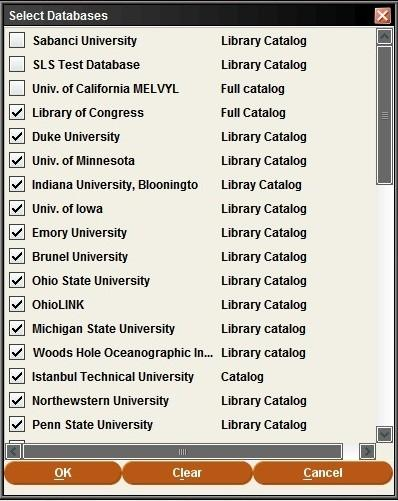 Select Databases
Sabanci University Library Catalog
SLS Test Database Library Catalog
Univ. of California MELVYL Full catalog
Library of Congress Full Catalog
Duke University Library Catalog
Univ. of Minnesota Library Catalog
Indiana University, Blooningto Libray Catalog
Univ. of Iowa Library Catalog
Emory University Library Catalog
Brunel University Library Catalog
Ohio State University Library Catalog
OhioLINK Library Catalog
Michigan State University Library catalog
Woods Hole Oceanographic In... Library catalog
Istanbul Technical University Catalog
Northewstern University Library Catalog
Penn State University Library Catalog
OK Clear Cancel